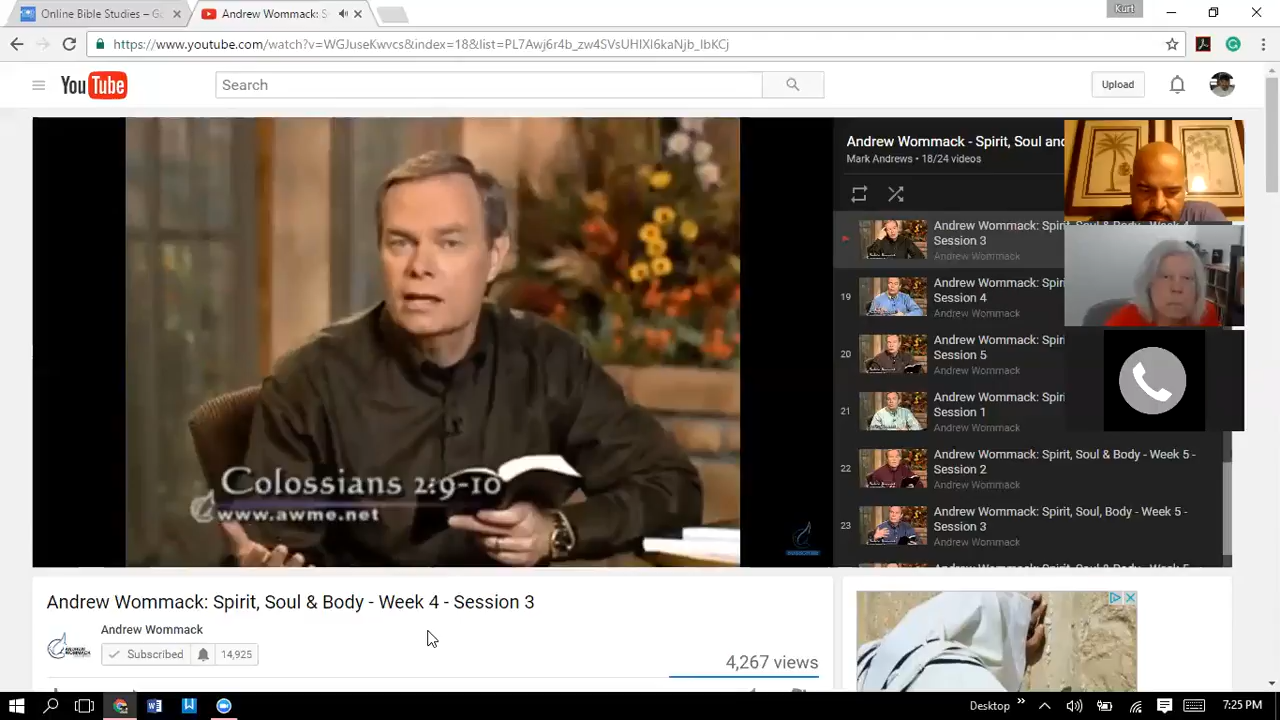 Online Bible Studies – G
Andrew Wommack: S
Kurt
https://www.youtube.com/watch?v=WGJuseKwvcs&index=18&list=PL7Awj6r4b_zw4SVsUHIXI6kaNjb_IbKCj
YouTube
Search
Upload
Andrew Wommack - Spirit, Soul and
Mark Andrews • 18/24 videos
Andrew Wommack: Spirit, Soul & Body - Week 4 -
Session 3
Andrew Wommack
19
Andrew Wommack: Spiri
Session 4
Andrew Wommack
20
Andrew Wommack: Spiri
Session 5
Andrew Wommack
21
Andrew Wommack: Spiri
Session 1
Andrew Wommack
22
Andrew Wommack: Spirit, Soul & Body - Week 5 -
Session 2
Andrew Wommack
23
Andrew Wommack: Spirit, Soul, Body - Week 5 -
Session 3
Andrew Wommack
Colossians 2:9-10
www.awme.net
Andrew Wommack: Spirit, Soul & Body - Week 4 - Session 3
Andrew Wommack
Subscribed
14,925
4,267 views
Desktop
7:25 PM